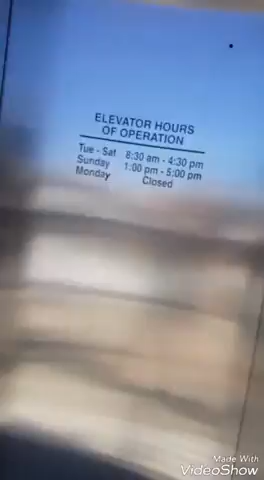 ELEVATOR HOURS
OF OPERATION
Tue - Sat 8:30 am - 4:30 pm
Sunday 1:00 pm - 5:00 pm
Monday Closed
Made With
VideoShow